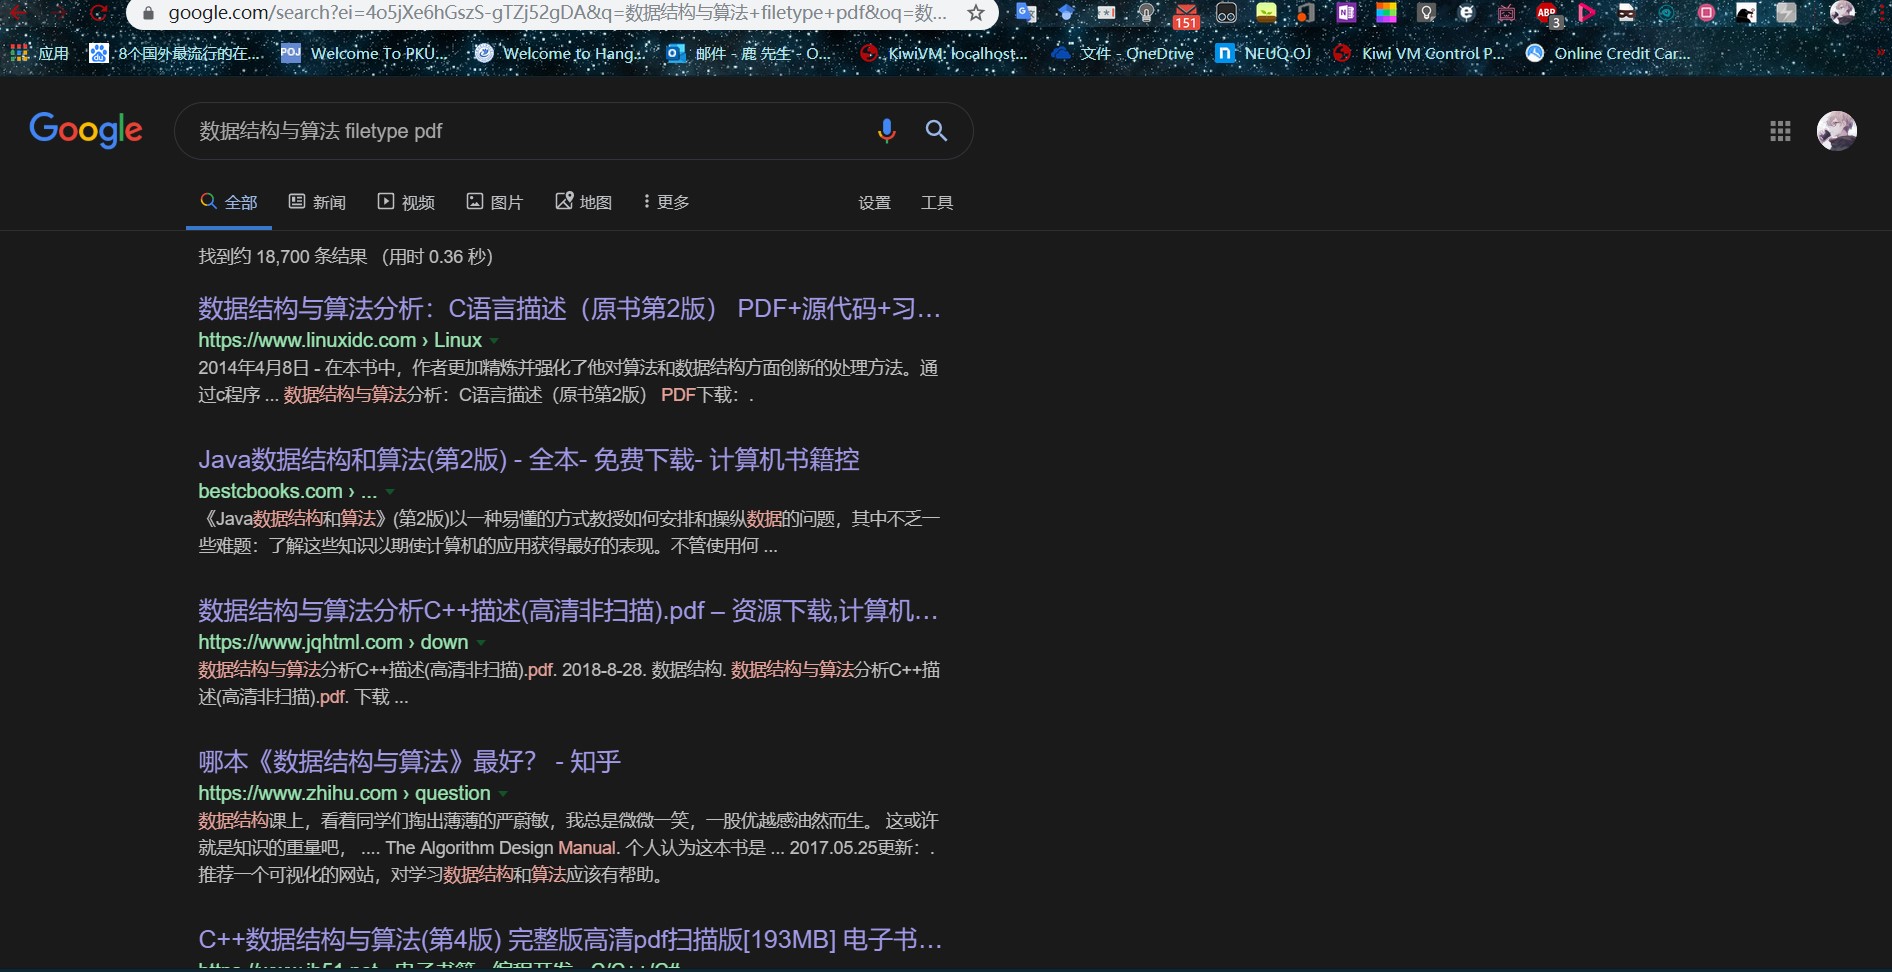 google.com/search?ei=4o5jXe6hGszS-gTZj52gDA&q=数据结构与算法+filetype+pdf&oq=数...
151
ABP
3
应用
8个国外最流行的在...
POJ
Welcome To PKU...
Welcome to Hang...
邮件 - 鹿 先生 - O...
KiwiVM: localhost...
文件 - OneDrive
n
NEUQ OJ
Kiwi VM Control P...
Online Credit Car...
Google
数据结构与算法 filetype pdf
全部
新闻
视频
图片
地图
更多
设置
工具
找到约 18,700 条结果 （用时 0.36 秒）
数据结构与算法分析：C语言描述（原书第2版） PDF+源代码+习...
https://www.linuxidc.com › Linux
2014年4月8日 - 在本书中，作者更加精炼并强化了他对算法和数据结构方面创新的处理方法。通
过c程序 ... 数据结构与算法分析：C语言描述（原书第2版） PDF下载：.
Java数据结构和算法(第2版) - 全本- 免费下载- 计算机书籍控
bestcbooks.com › ...
《Java数据结构和算法》(第2版)以一种易懂的方式教授如何安排和操纵数据的问题，其中不乏一
些难题：了解这些知识以期使计算机的应用获得最好的表现。不管使用何 ...
数据结构与算法分析C++描述(高清非扫描).pdf – 资源下载,计算机...
https://www.jqhtml.com › down
数据结构与算法分析C++描述(高清非扫描).pdf. 2018-8-28. 数据结构. 数据结构与算法分析C++描
述(高清非扫描).pdf. 下载 ...
哪本《数据结构与算法》最好？ - 知乎
https://www.zhihu.com › question
数据结构课上，看着同学们掏出薄薄的严蔚敏，我总是微微一笑，一股优越感油然而生。 这或许
就是知识的重量吧， .... The Algorithm Design Manual. 个人认为这本书是 ... 2017.05.25更新：.
推荐一个可视化的网站，对学习数据结构和算法应该有帮助。
C++数据结构与算法(第4版) 完整版高清pdf扫描版[193MB] 电子书...
https://www.jb51.net › 电子书籍 › 编程开发 › C/C++/C#